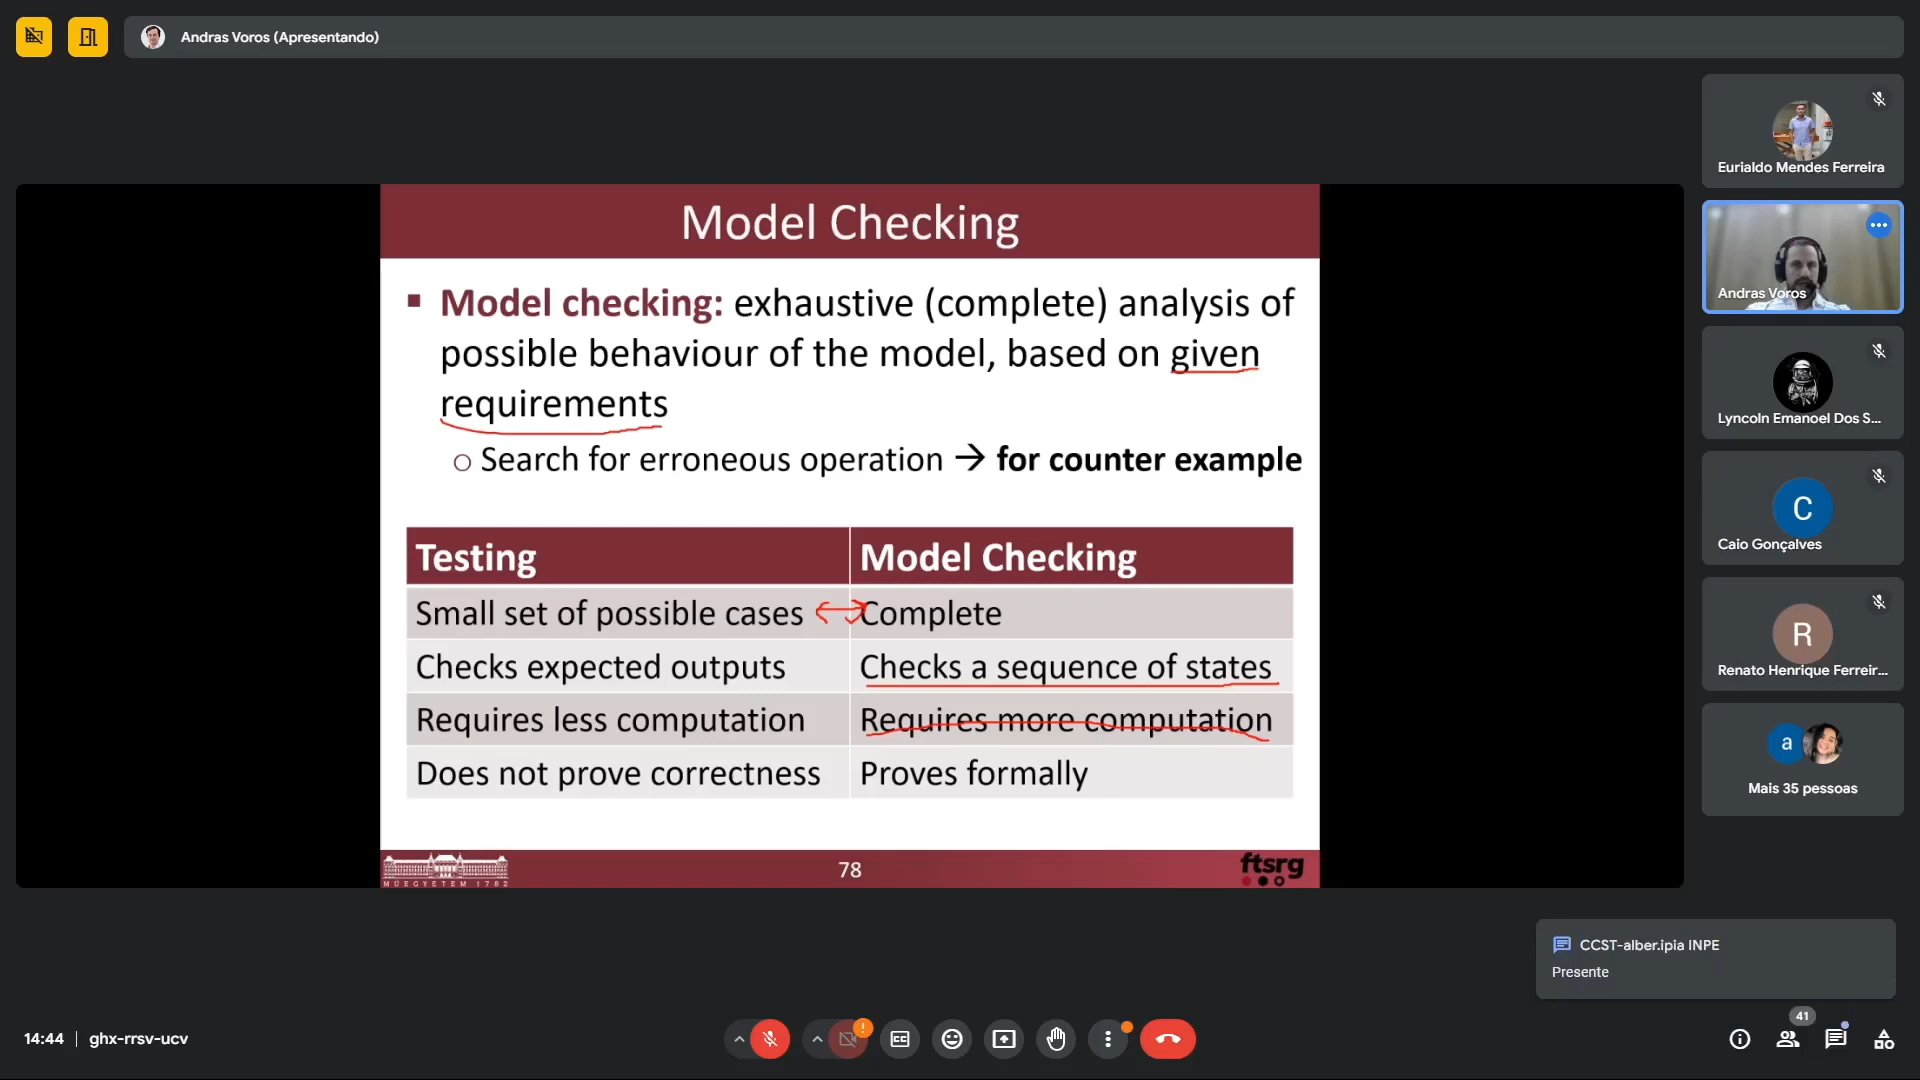 Andras Voros (Apresentando)
Model Checking
Model checking: exhaustive (complete) analysis of
possible behaviour of the model, based on given
requirements
Search for erroneous operation → for counter example
Testing Model Checking
Small set of possible cases Complete
Checks expected outputs Checks a sequence of states
Requires less computation Requires more computation
Does not prove correctness Proves formally
MŰEGYETEM 1782
78
ftsrg
Eurialdo Mendes Ferreira
Andras Voros
Lyncoln Emanoel Dos S...
C
Caio Gonçalves
R
Renato Henrique Ferreir...
a
Mais 35 pessoas
CCST-alber.ipia INPE
Presente
14:44 | ghx-rrsv-ucv
!
CC
41